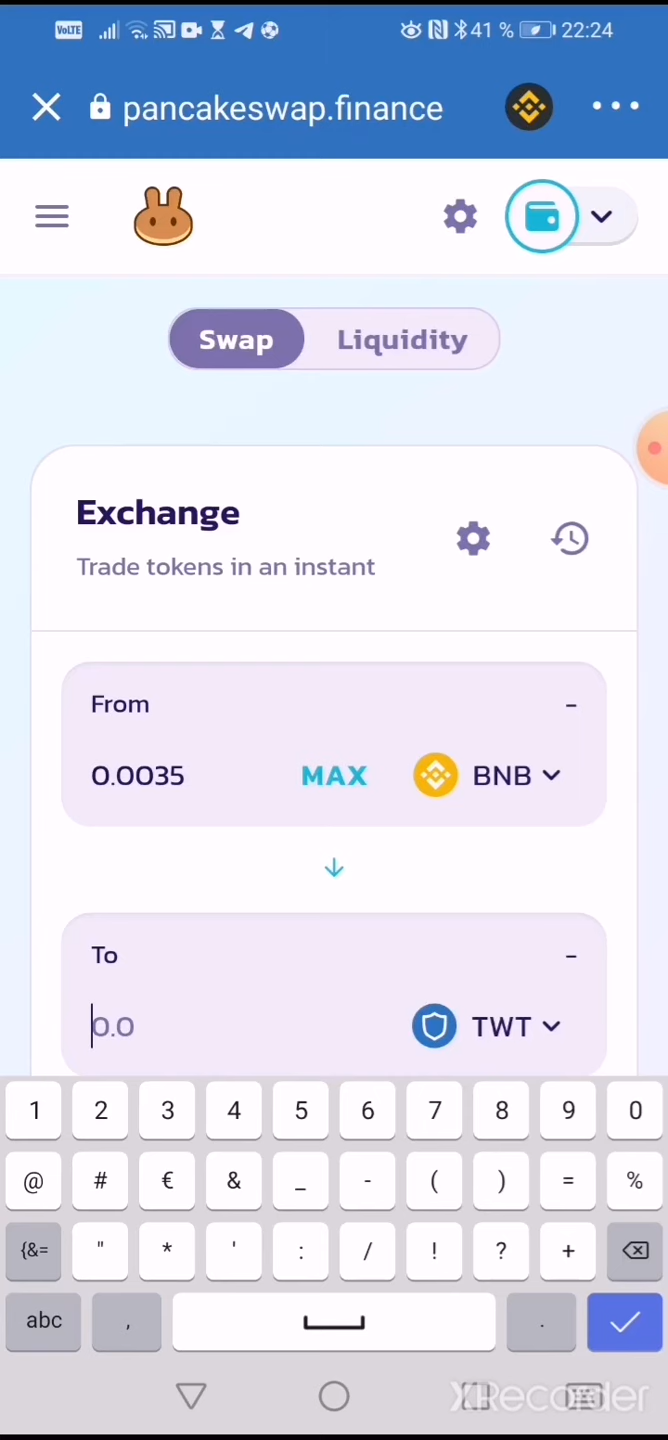 VoLTE 41 % 22:24
pancakeswap.finance
Swap Liquidity
Exchange
Trade tokens in an instant
From -
0.0035 MAX BNB
To -
0.0 TWT
1 2 3 4 5 6 7 8 9 0
@ # € & _ - ( ) = %
{&= " * ' : / ! ? +
abc , .
XRecorder